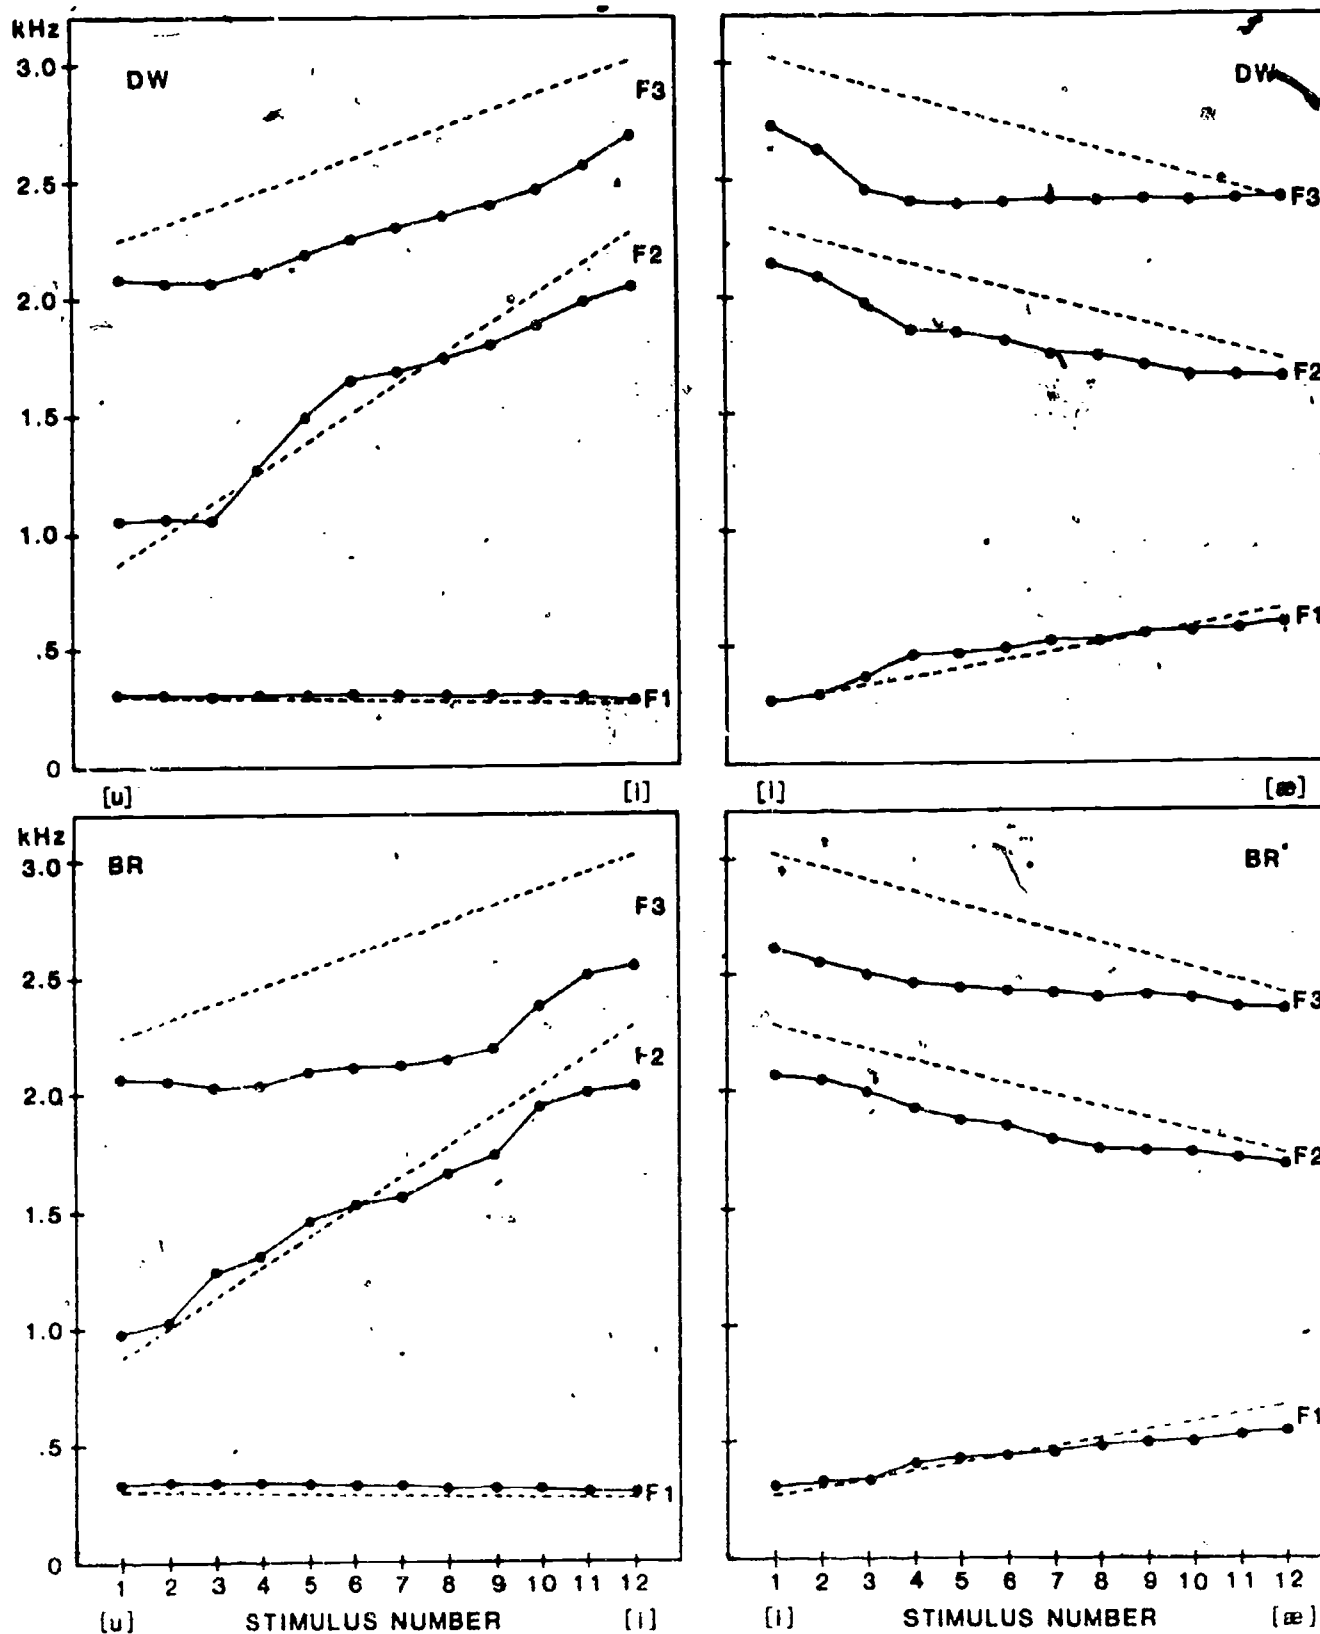 kHz
3.0
DW
F3
DW
2.5
F3
F2
2.0
F2
1.5
1.0
F1
.5
F1
0
[u]
[i]
[i]
[æ]
kHz
3.0
BR
BR
F3
2.5
F3
F2
2.0
F2
1.5
1.0
F1
.5
F1
0
1 2 3 4 5 6 7 8 9 10 11 12
1 2 3 4 5 6 7 8 9 10 11 12
[u] STIMULUS NUMBER [i]
[i] STIMULUS NUMBER [æ]